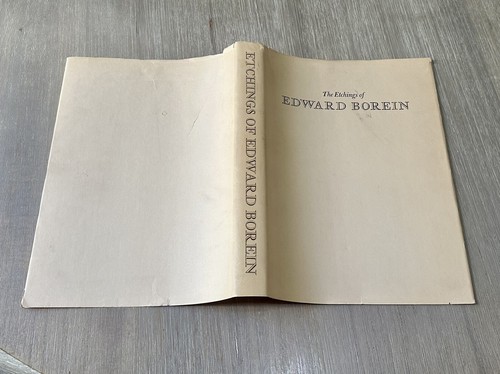 ETCHINGS OF EDWARD BOREIN
The Etchings of
EDWARD BOREIN